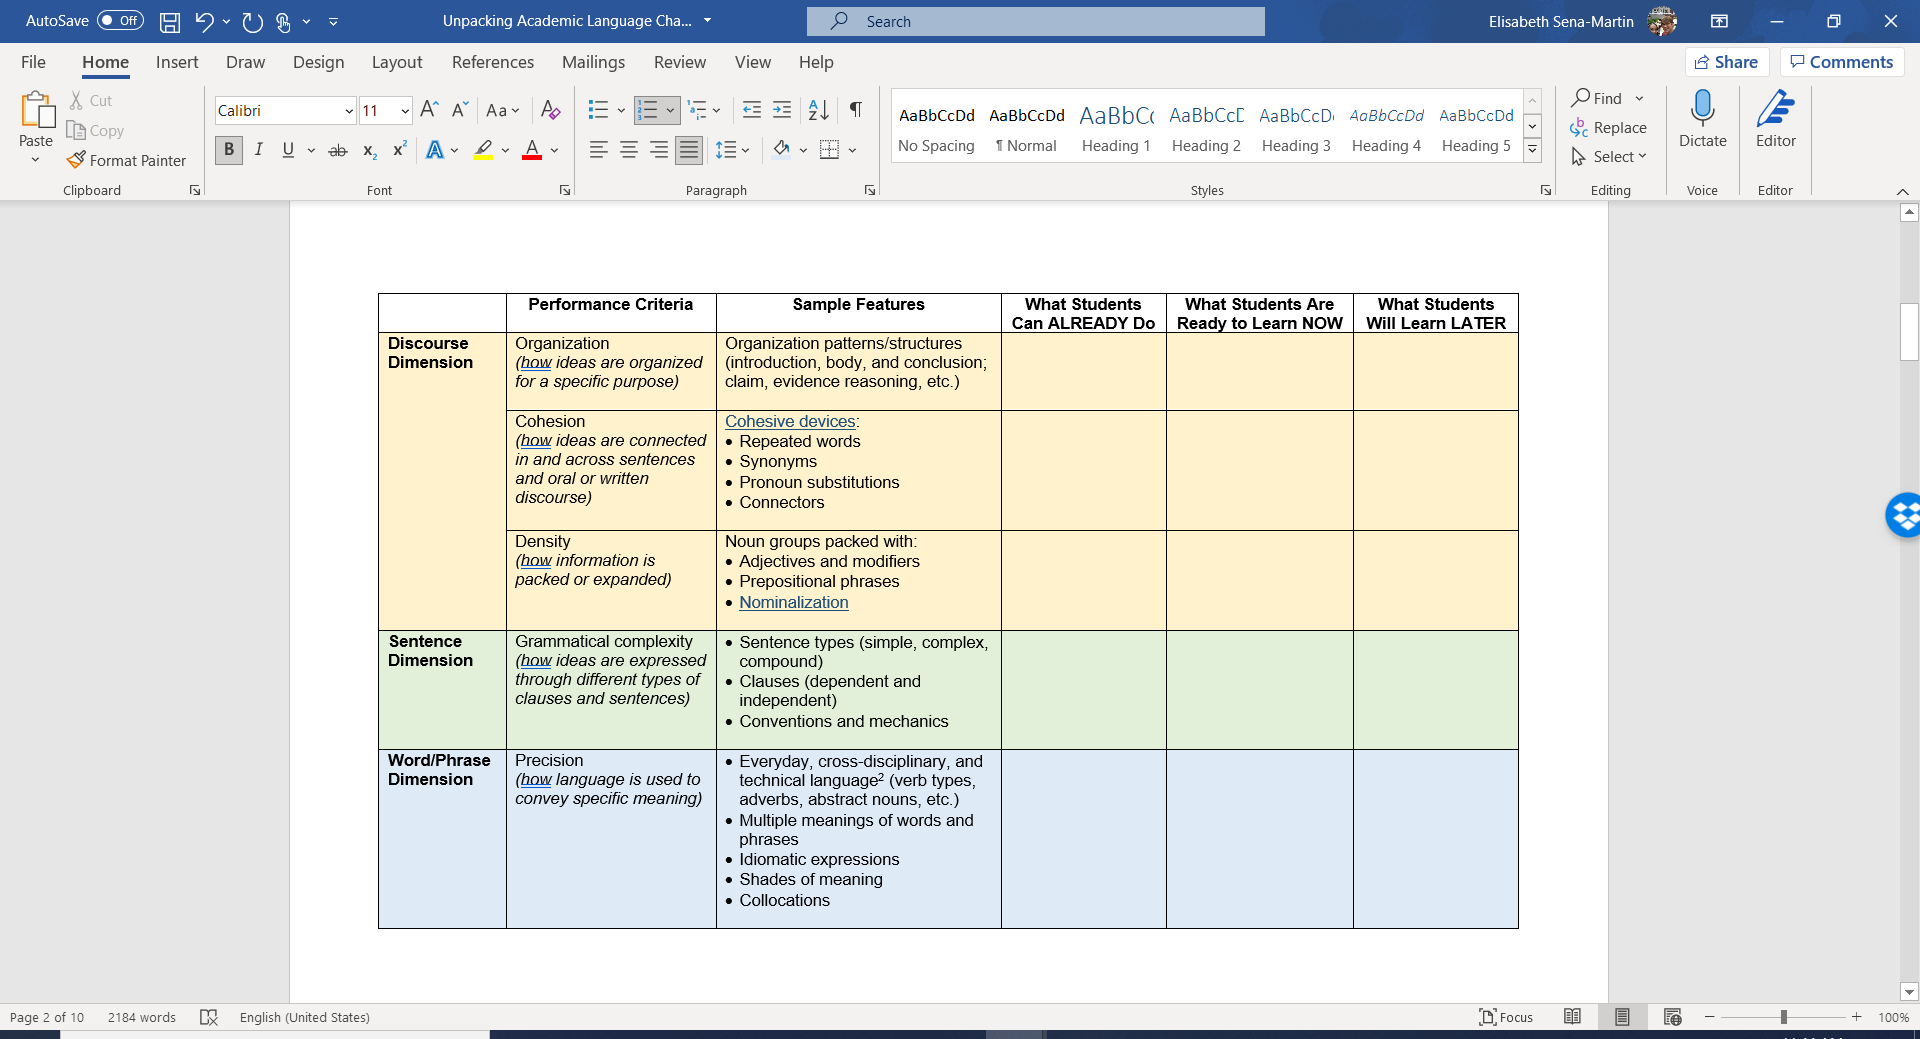 AutoSave Off
Unpacking Academic Language Cha...
Search
Elisabeth Sena-Martin
File Home Insert Draw Design Layout References Mailings Review View Help
Share Comments
Paste
Cut
Copy
Format Painter
Clipboard
Calibri 11
Font
Paragraph
AaBbCcDd AaBbCcDd AaBbCc AaBbCcE AaBbCcD AaBbCcDd AaBbCcDd
No Spacing ¶ Normal Heading 1 Heading 2 Heading 3 Heading 4 Heading 5
Styles
Find
Replace
Select
Editing
Dictate
Voice
Editor
Editor
Performance Criteria
Sample Features
What Students
Can ALREADY Do
What Students Are
Ready to Learn NOW
What Students
Will Learn LATER
Discourse
Dimension
Organization
(how ideas are organized
for a specific purpose)
Organization patterns/structures
(introduction, body, and conclusion;
claim, evidence reasoning, etc.)
Cohesion
(how ideas are connected
in and across sentences
and oral or written
discourse)
Cohesive devices:
• Repeated words
• Synonyms
• Pronoun substitutions
• Connectors
Density
(how information is
packed or expanded)
Noun groups packed with:
• Adjectives and modifiers
• Prepositional phrases
• Nominalization
Sentence
Dimension
Grammatical complexity
(how ideas are expressed
through different types of
clauses and sentences)
• Sentence types (simple, complex,
compound)
• Clauses (dependent and
independent)
• Conventions and mechanics
Word/Phrase
Dimension
Precision
(how language is used to
convey specific meaning)
• Everyday, cross-disciplinary, and
technical language² (verb types,
adverbs, abstract nouns, etc.)
• Multiple meanings of words and
phrases
• Idiomatic expressions
• Shades of meaning
• Collocations
Page 2 of 10 2184 words English (United States)
Focus
100%